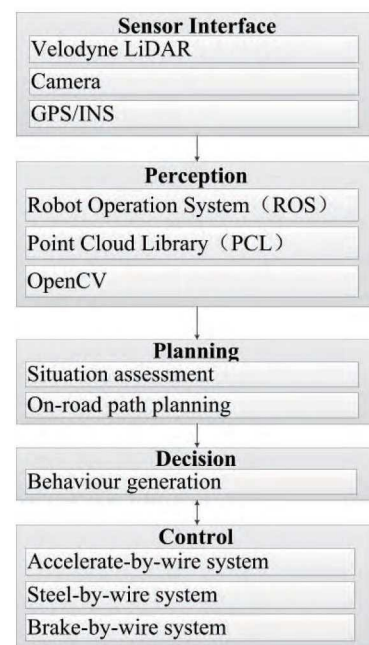 Sensor Interface
Velodyne LiDAR
Camera
GPS/INS
Perception
Robot Operation System（ROS）
Point Cloud Library（PCL）
OpenCV
Planning
Situation assessment
On-road path planning
Decision
Behaviour generation
Control
Accelerate-by-wire system
Steel-by-wire system
Brake-by-wire system